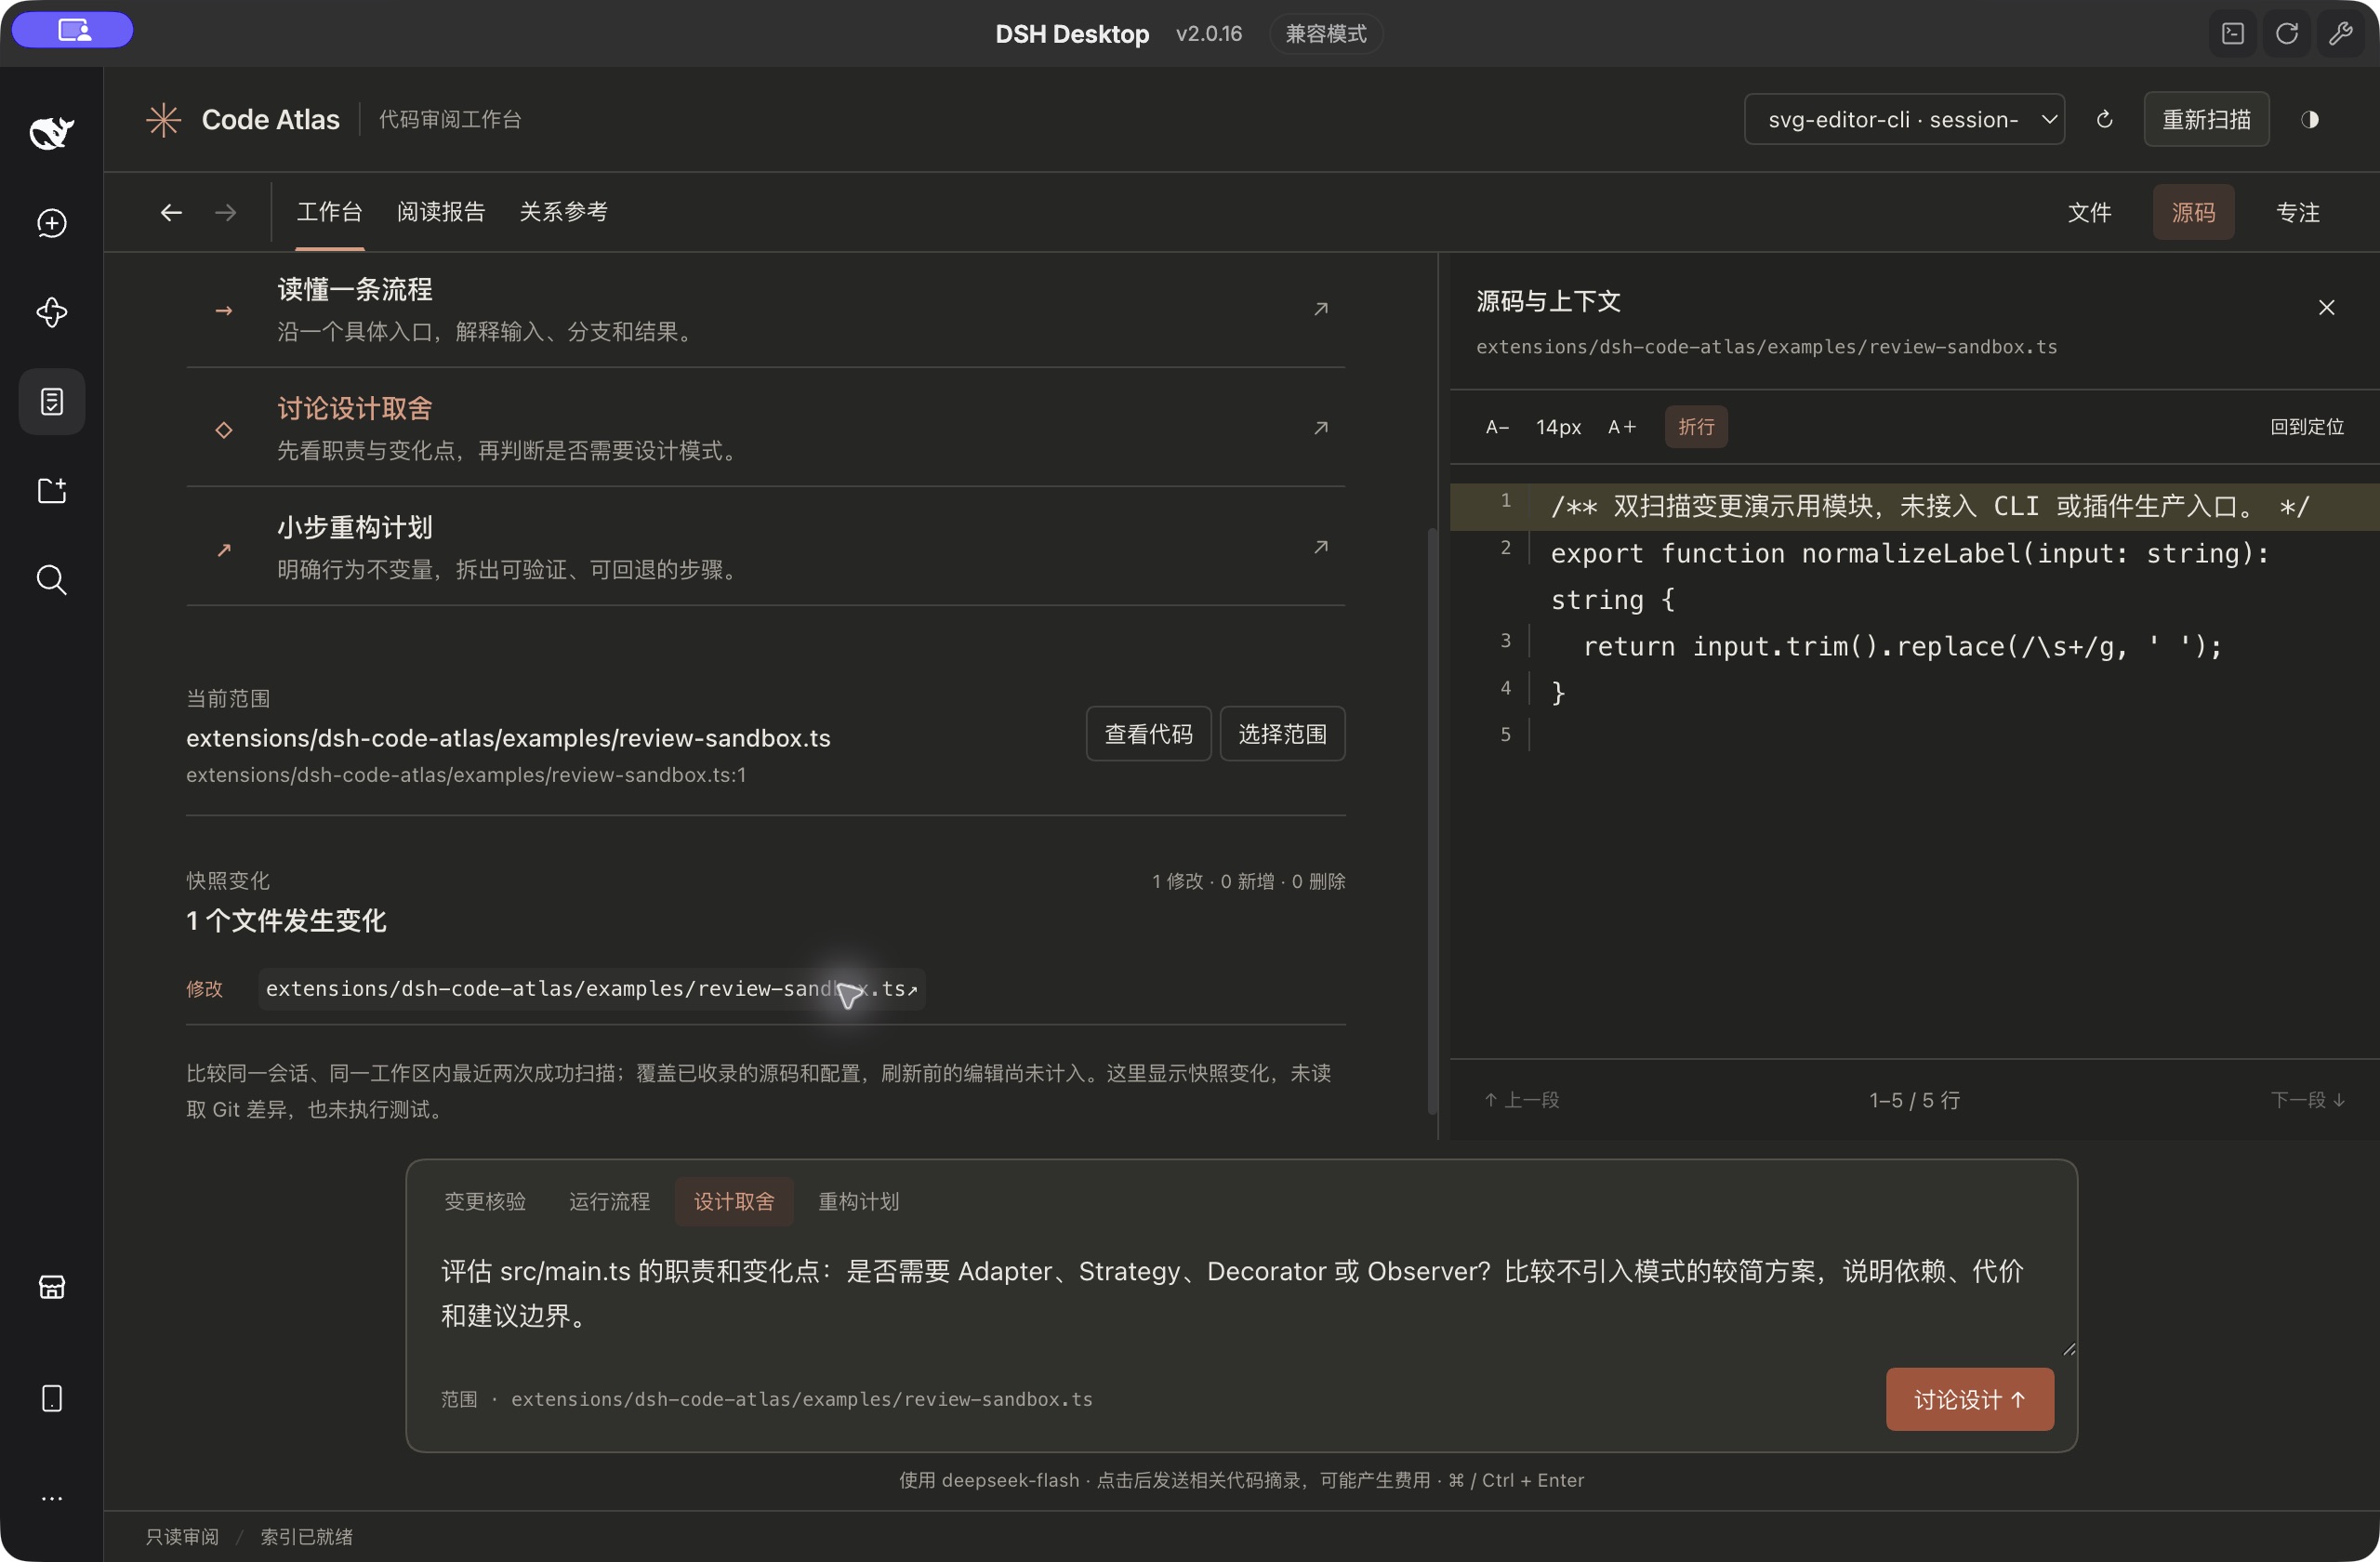 DSH Desktop v2.0.16 兼容模式
Code Atlas 代码审阅工作台
svg-editor-cli · session-
重新扫描
工作台 阅读报告 关系参考
文件 源码 专注
→ 读懂一条流程 ↗
沿一个具体入口，解释输入、分支和结果。
◇ 讨论设计取舍 ↗
先看职责与变化点，再判断是否需要设计模式。
↗ 小步重构计划 ↗
明确行为不变量，拆出可验证、可回退的步骤。
当前范围
extensions/dsh-code-atlas/examples/review-sandbox.ts
extensions/dsh-code-atlas/examples/review-sandbox.ts:1
查看代码 选择范围
快照变化
1 修改 · 0 新增 · 0 删除
1 个文件发生变化
修改 extensions/dsh-code-atlas/examples/review-sandbox.ts↗
比较同一会话、同一工作区内最近两次成功扫描；覆盖已收录的源码和配置，刷新前的编辑尚未计入。这里显示快照变化，未读
取 Git 差异，也未执行测试。
源码与上下文
extensions/dsh-code-atlas/examples/review-sandbox.ts
A− 14px A+ 折行 回到定位
1 /** 双扫描变更演示用模块，未接入 CLI 或插件生产入口。 */
2 export function normalizeLabel(input: string):
string {
3 return input.trim().replace(/\s+/g, ' ');
4 }
5
↑ 上一段 1–5 / 5 行 下一段 ↓
变更核验 运行流程 设计取舍 重构计划
评估 src/main.ts 的职责和变化点：是否需要 Adapter、Strategy、Decorator 或 Observer？比较不引入模式的较简方案，说明依赖、代价
和建议边界。
范围 · extensions/dsh-code-atlas/examples/review-sandbox.ts
讨论设计 ↑
使用 deepseek-flash · 点击后发送相关代码摘录，可能产生费用 · ⌘ / Ctrl + Enter
只读审阅 / 索引已就绪